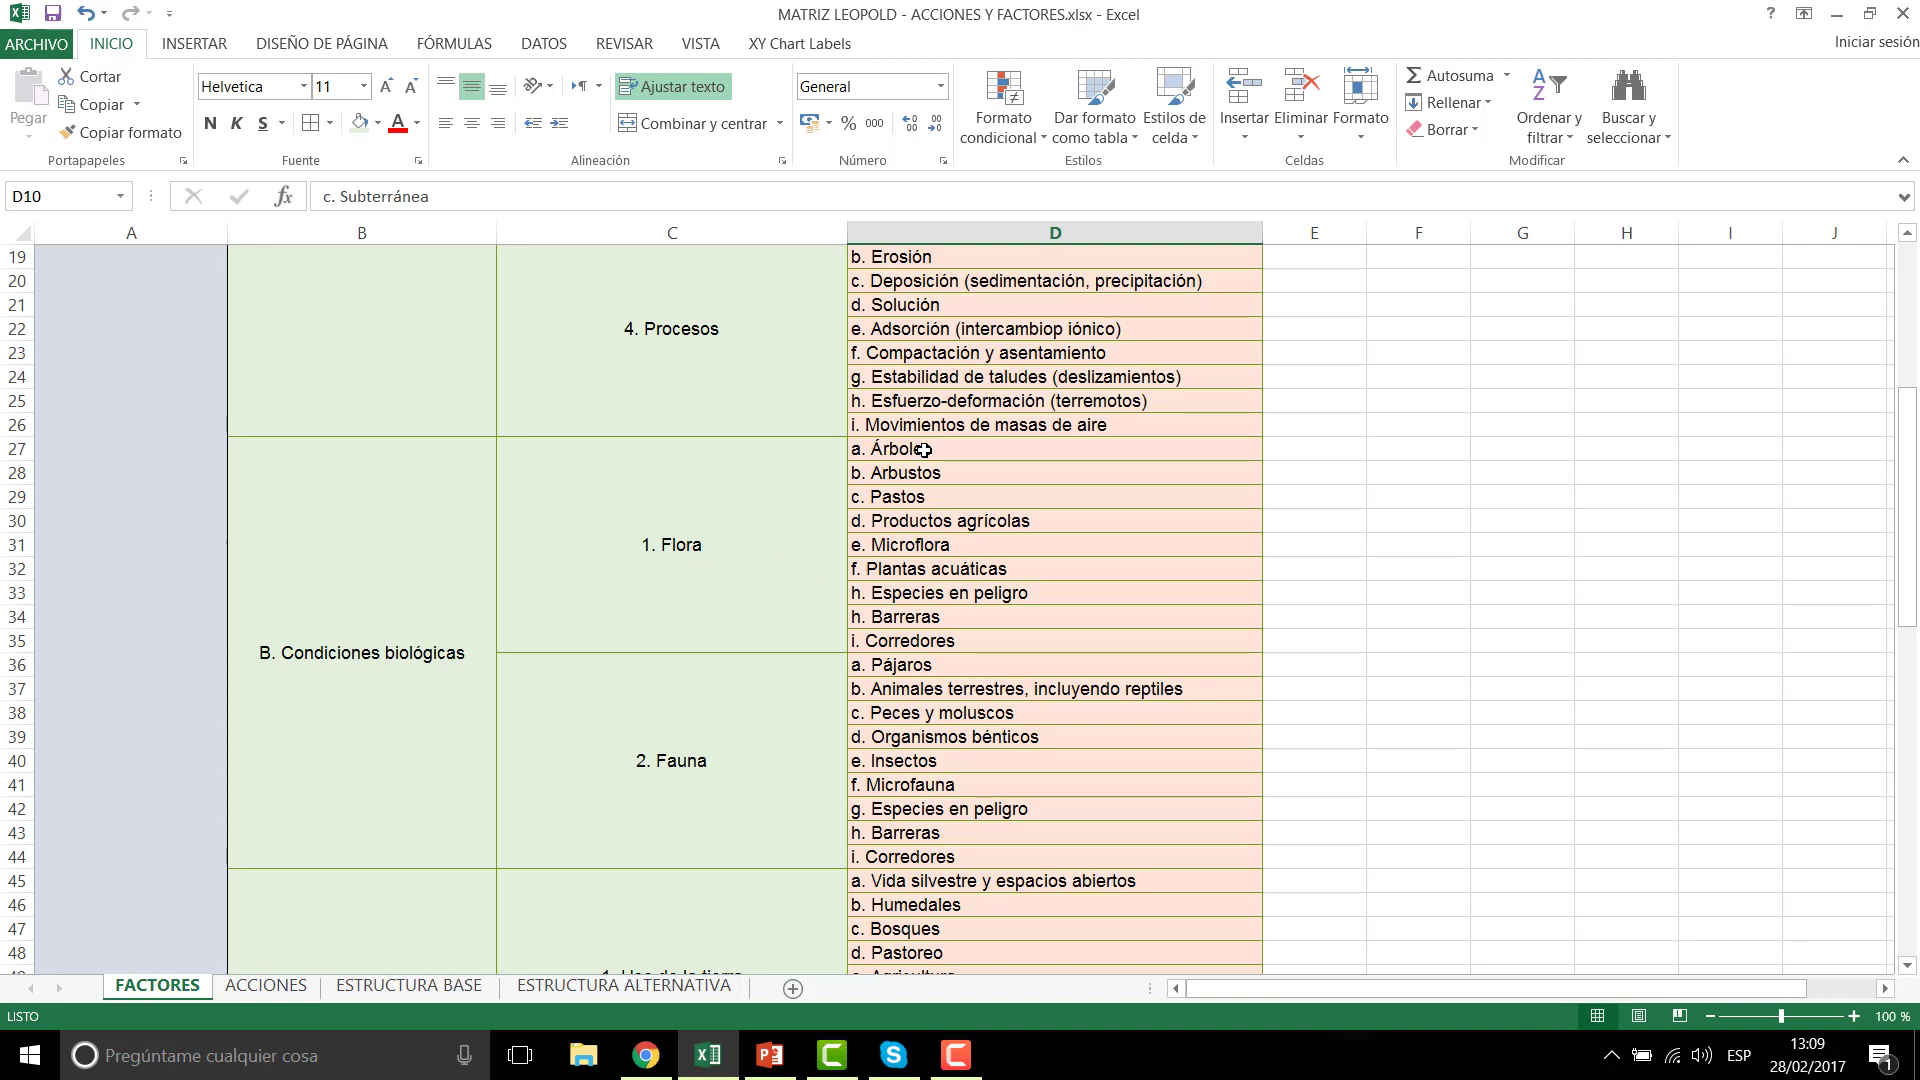 MATRIZ LEOPOLD - ACCIONES Y FACTORES.xlsx - Excel
ARCHIVO INICIO INSERTAR DISEÑO DE PÁGINA FÓRMULAS DATOS REVISAR VISTA XY Chart Labels Iniciar sesión
Pegar
Cortar
Copiar
Copiar formato
Portapapeles
Helvetica 11
N K S
Fuente
Ajustar texto
Combinar y centrar
Alineación
General
% 000
Número
Formato condicional
Dar formato como tabla
Estilos de celda
Estilos
Insertar Eliminar Formato
Celdas
Autosuma
Rellenar
Borrar
Ordenar y filtrar
Buscar y seleccionar
Modificar
D10 fx c. Subterránea
A B C D E F G H I J
19 b. Erosión
20 c. Deposición (sedimentación, precipitación)
21 d. Solución
22 4. Procesos e. Adsorción (intercambiop iónico)
23 f. Compactación y asentamiento
24 g. Estabilidad de taludes (deslizamientos)
25 h. Esfuerzo-deformación (terremotos)
26 i. Movimientos de masas de aire
27 a. Árboles
28 b. Arbustos
29 c. Pastos
30 d. Productos agrícolas
31 1. Flora e. Microflora
32 f. Plantas acuáticas
33 h. Especies en peligro
34 h. Barreras
35 i. Corredores
B. Condiciones biológicas
36 a. Pájaros
37 b. Animales terrestres, incluyendo reptiles
38 c. Peces y moluscos
39 d. Organismos bénticos
40 2. Fauna e. Insectos
41 f. Microfauna
42 g. Especies en peligro
43 h. Barreras
44 i. Corredores
45 a. Vida silvestre y espacios abiertos
46 b. Humedales
47 c. Bosques
48 d. Pastoreo
FACTORES ACCIONES ESTRUCTURA BASE ESTRUCTURA ALTERNATIVA
LISTO 100 %
Pregúntame cualquier cosa
ESP
13:09
28/02/2017
1